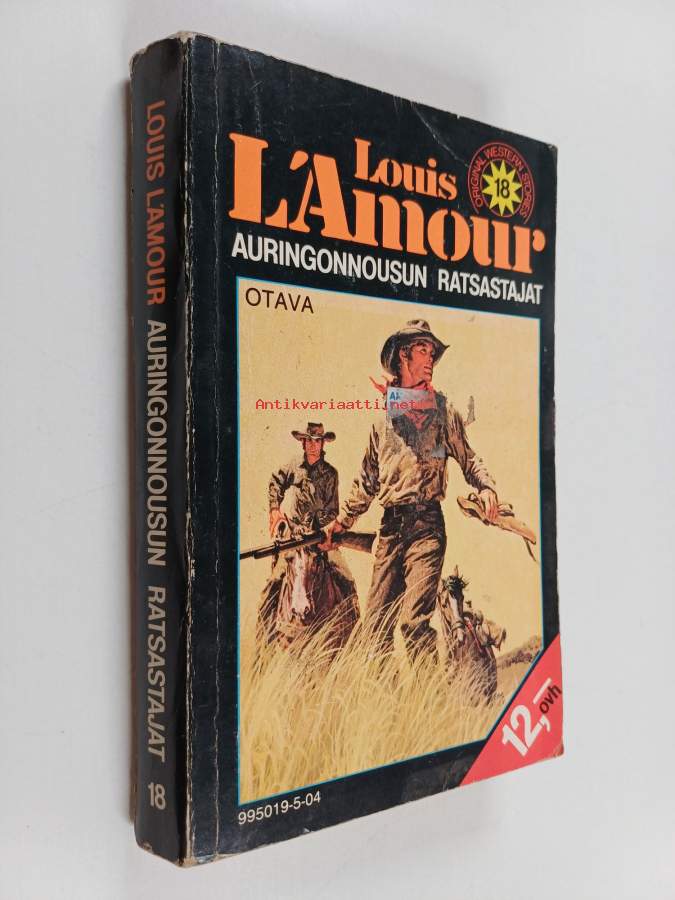 LOUIS L'AMOUR AURINGONNOUSUN RATSASTAJAT 18
Louis
L'Amour
ORIGINAL WESTERN STORIES
18
AURINGONNOUSUN RATSASTAJAT
OTAVA
Antikvariaatti.net
12,– ovh
995019-5-04